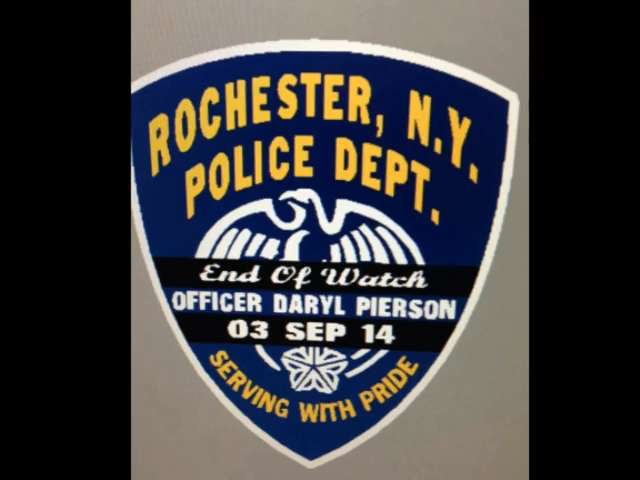 ROCHESTER, N.Y.
POLICE DEPT.
End Of Watch
OFFICER DARYL PIERSON
03 SEP 14
SERVING WITH PRIDE